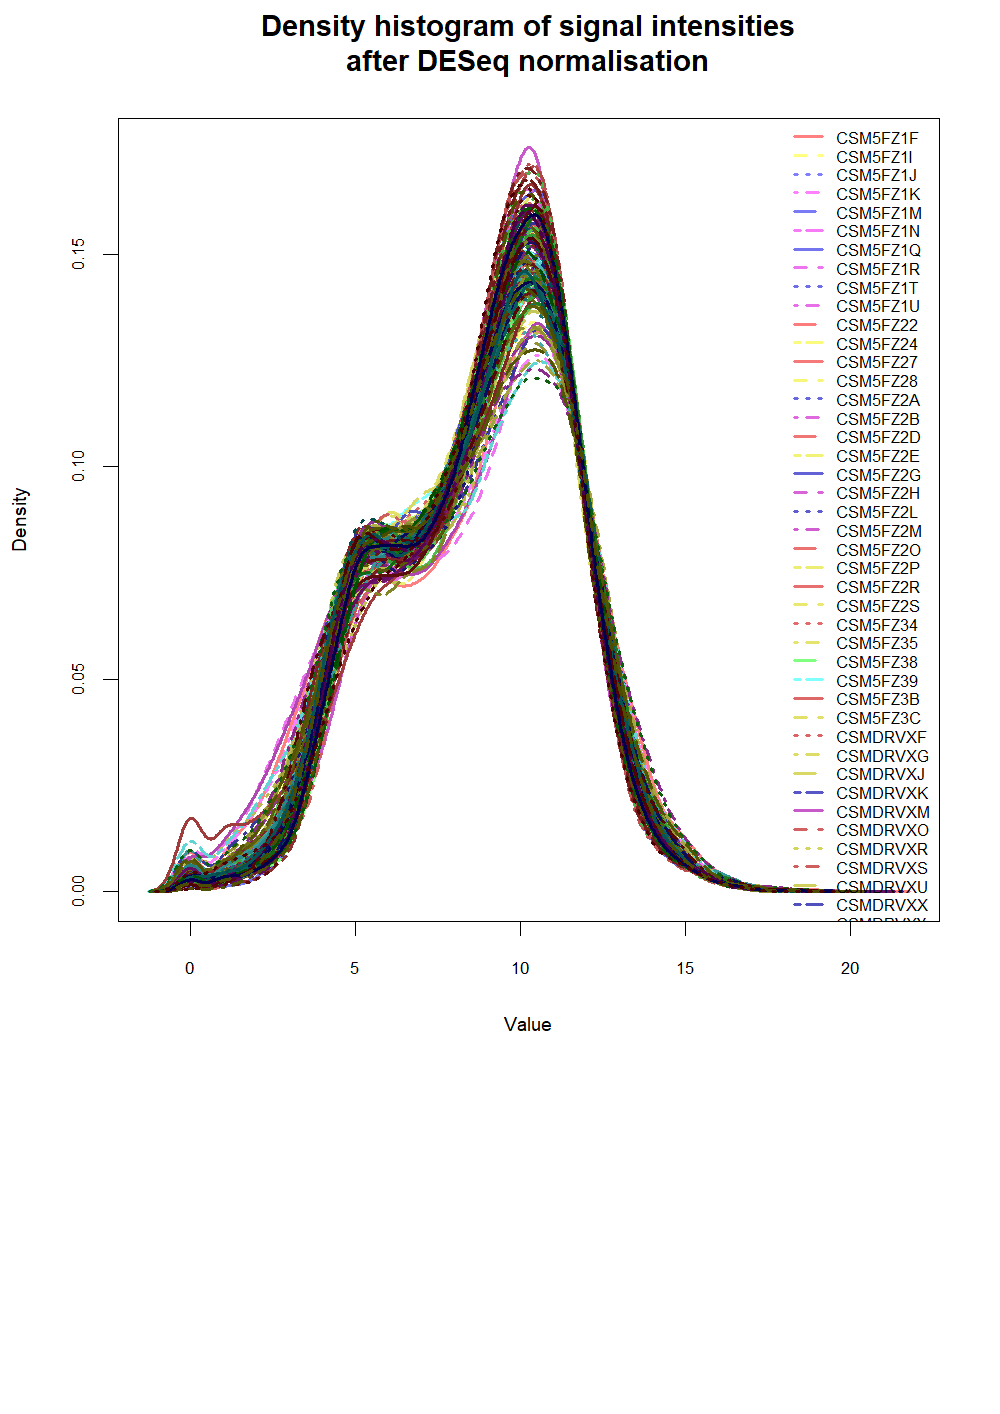 Density histogram of signal intensities
after DESeq normalisation
CSM5FZ1F
CSM5FZ1I
CSM5FZ1J
CSM5FZ1K
CSM5FZ1M
CSM5FZ1N
CSM5FZ1Q
CSM5FZ1R
CSM5FZ1T
CSM5FZ1U
CSM5FZ22
CSM5FZ24
CSM5FZ27
CSM5FZ28
CSM5FZ2A
CSM5FZ2B
CSM5FZ2D
CSM5FZ2E
CSM5FZ2G
CSM5FZ2H
CSM5FZ2L
CSM5FZ2M
CSM5FZ2O
CSM5FZ2P
CSM5FZ2R
CSM5FZ2S
CSM5FZ34
CSM5FZ35
CSM5FZ38
CSM5FZ39
CSM5FZ3B
CSM5FZ3C
CSMDRVXF
CSMDRVXG
CSMDRVXJ
CSMDRVXK
CSMDRVXM
CSMDRVXO
CSMDRVXR
CSMDRVXS
CSMDRVXU
CSMDRVXX
Density
0.15
0.10
0.05
0.00
0 5 10 15 20
Value